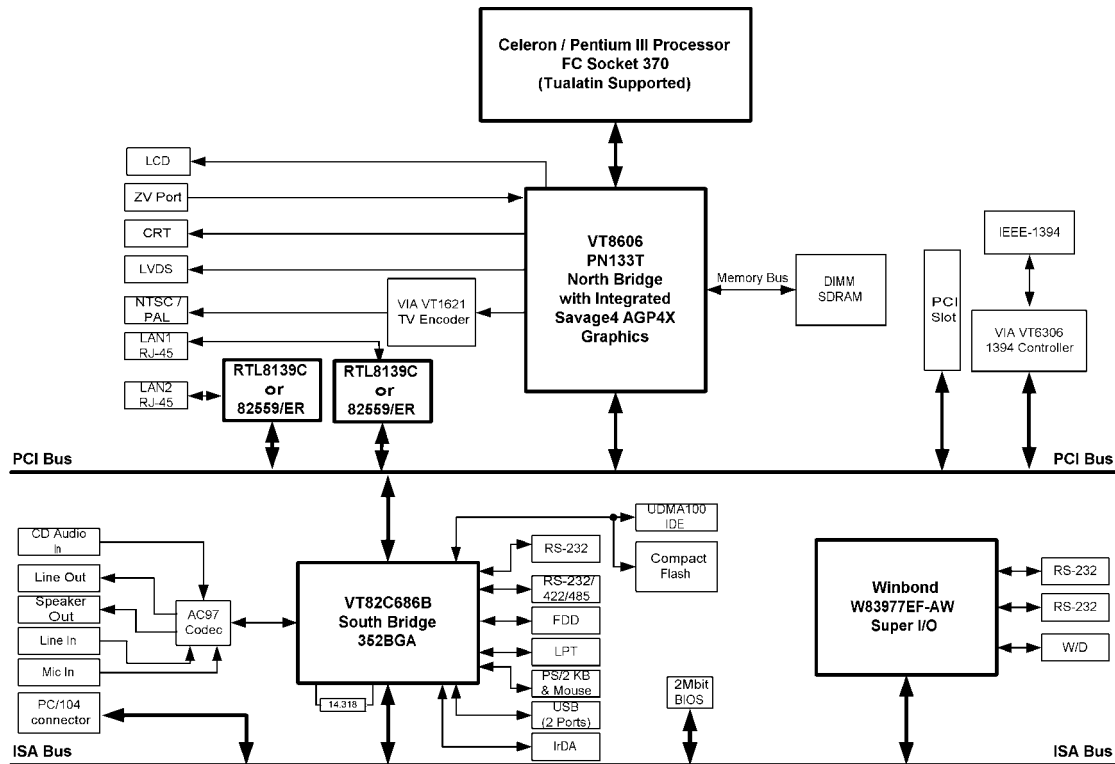 Celeron / Pentium III Processor
FC Socket 370
(Tualatin Supported)
LCD
ZV Port
CRT
LVDS
NTSC /
PAL
LAN1
RJ-45
LAN2
RJ-45
VIA VT1621
TV Encoder
RTL8139C
or
82559/ER
RTL8139C
or
82559/ER
VT8606
PN133T
North Bridge
with Integrated
Savage4 AGP4X
Graphics
Memory Bus
DIMM
SDRAM
PCI
Slot
IEEE-1394
VIA VT6306
1394 Controller
PCI Bus
PCI Bus
CD Audio
In
Line Out
Speaker
Out
Line In
Mic In
PC/104
connector
AC97
Codec
VT82C686B
South Bridge
352BGA
14.318
UDMA100
IDE
Compact
Flash
RS-232
RS-232/
422/485
FDD
LPT
PS/2 KB
& Mouse
USB
(2 Ports)
IrDA
2Mbit
BIOS
Winbond
W83977EF-AW
Super I/O
RS-232
RS-232
W/D
ISA Bus
ISA Bus